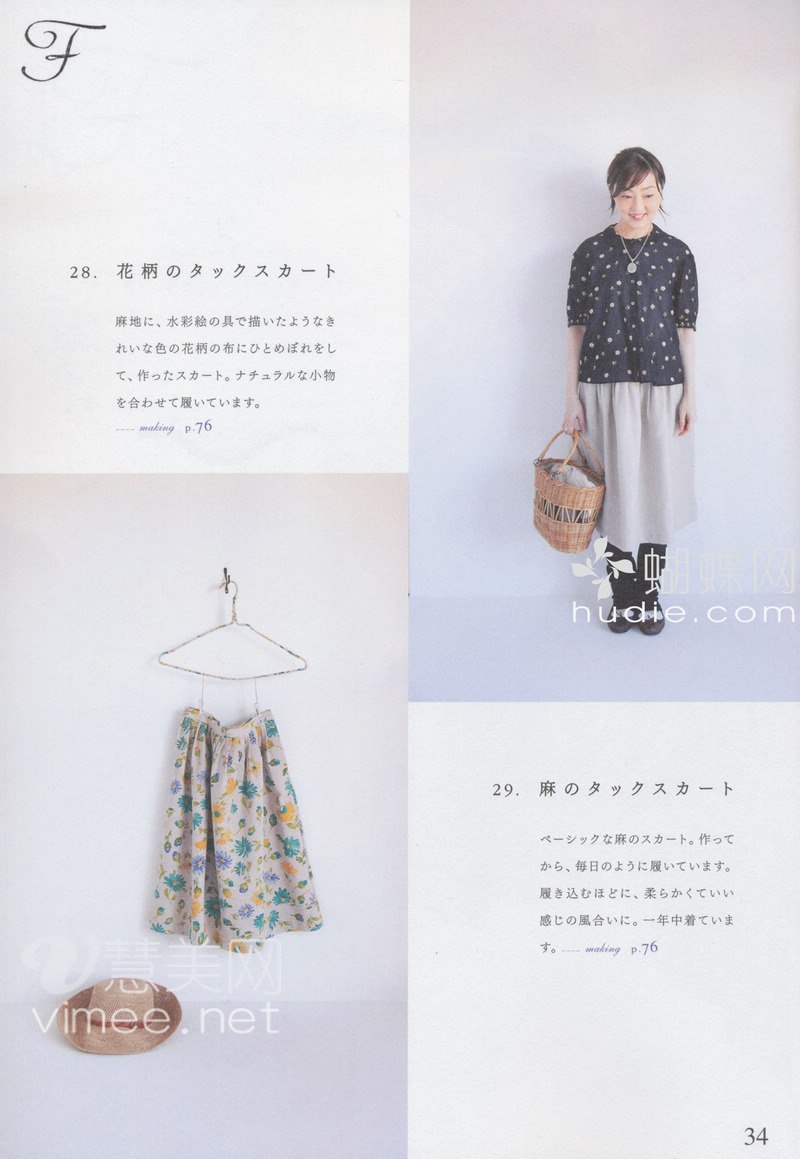 F
28. 花柄のタックスカート
麻地に、水彩絵の具で描いたようなき
れいな色の花柄の布にひとめぼれをし
て、作ったスカート。ナチュラルな小物
を合わせて履いています。
---- making p.76
蝴蝶网
hudie.com
29. 麻のタックスカート
ベーシックな麻のスカート。作って
から、毎日のように履いています。
履き込むほどに、柔らかくていい
感じの風合いに。一年中着ていま
す。---- making p.76
慧美网
vimee.net
34